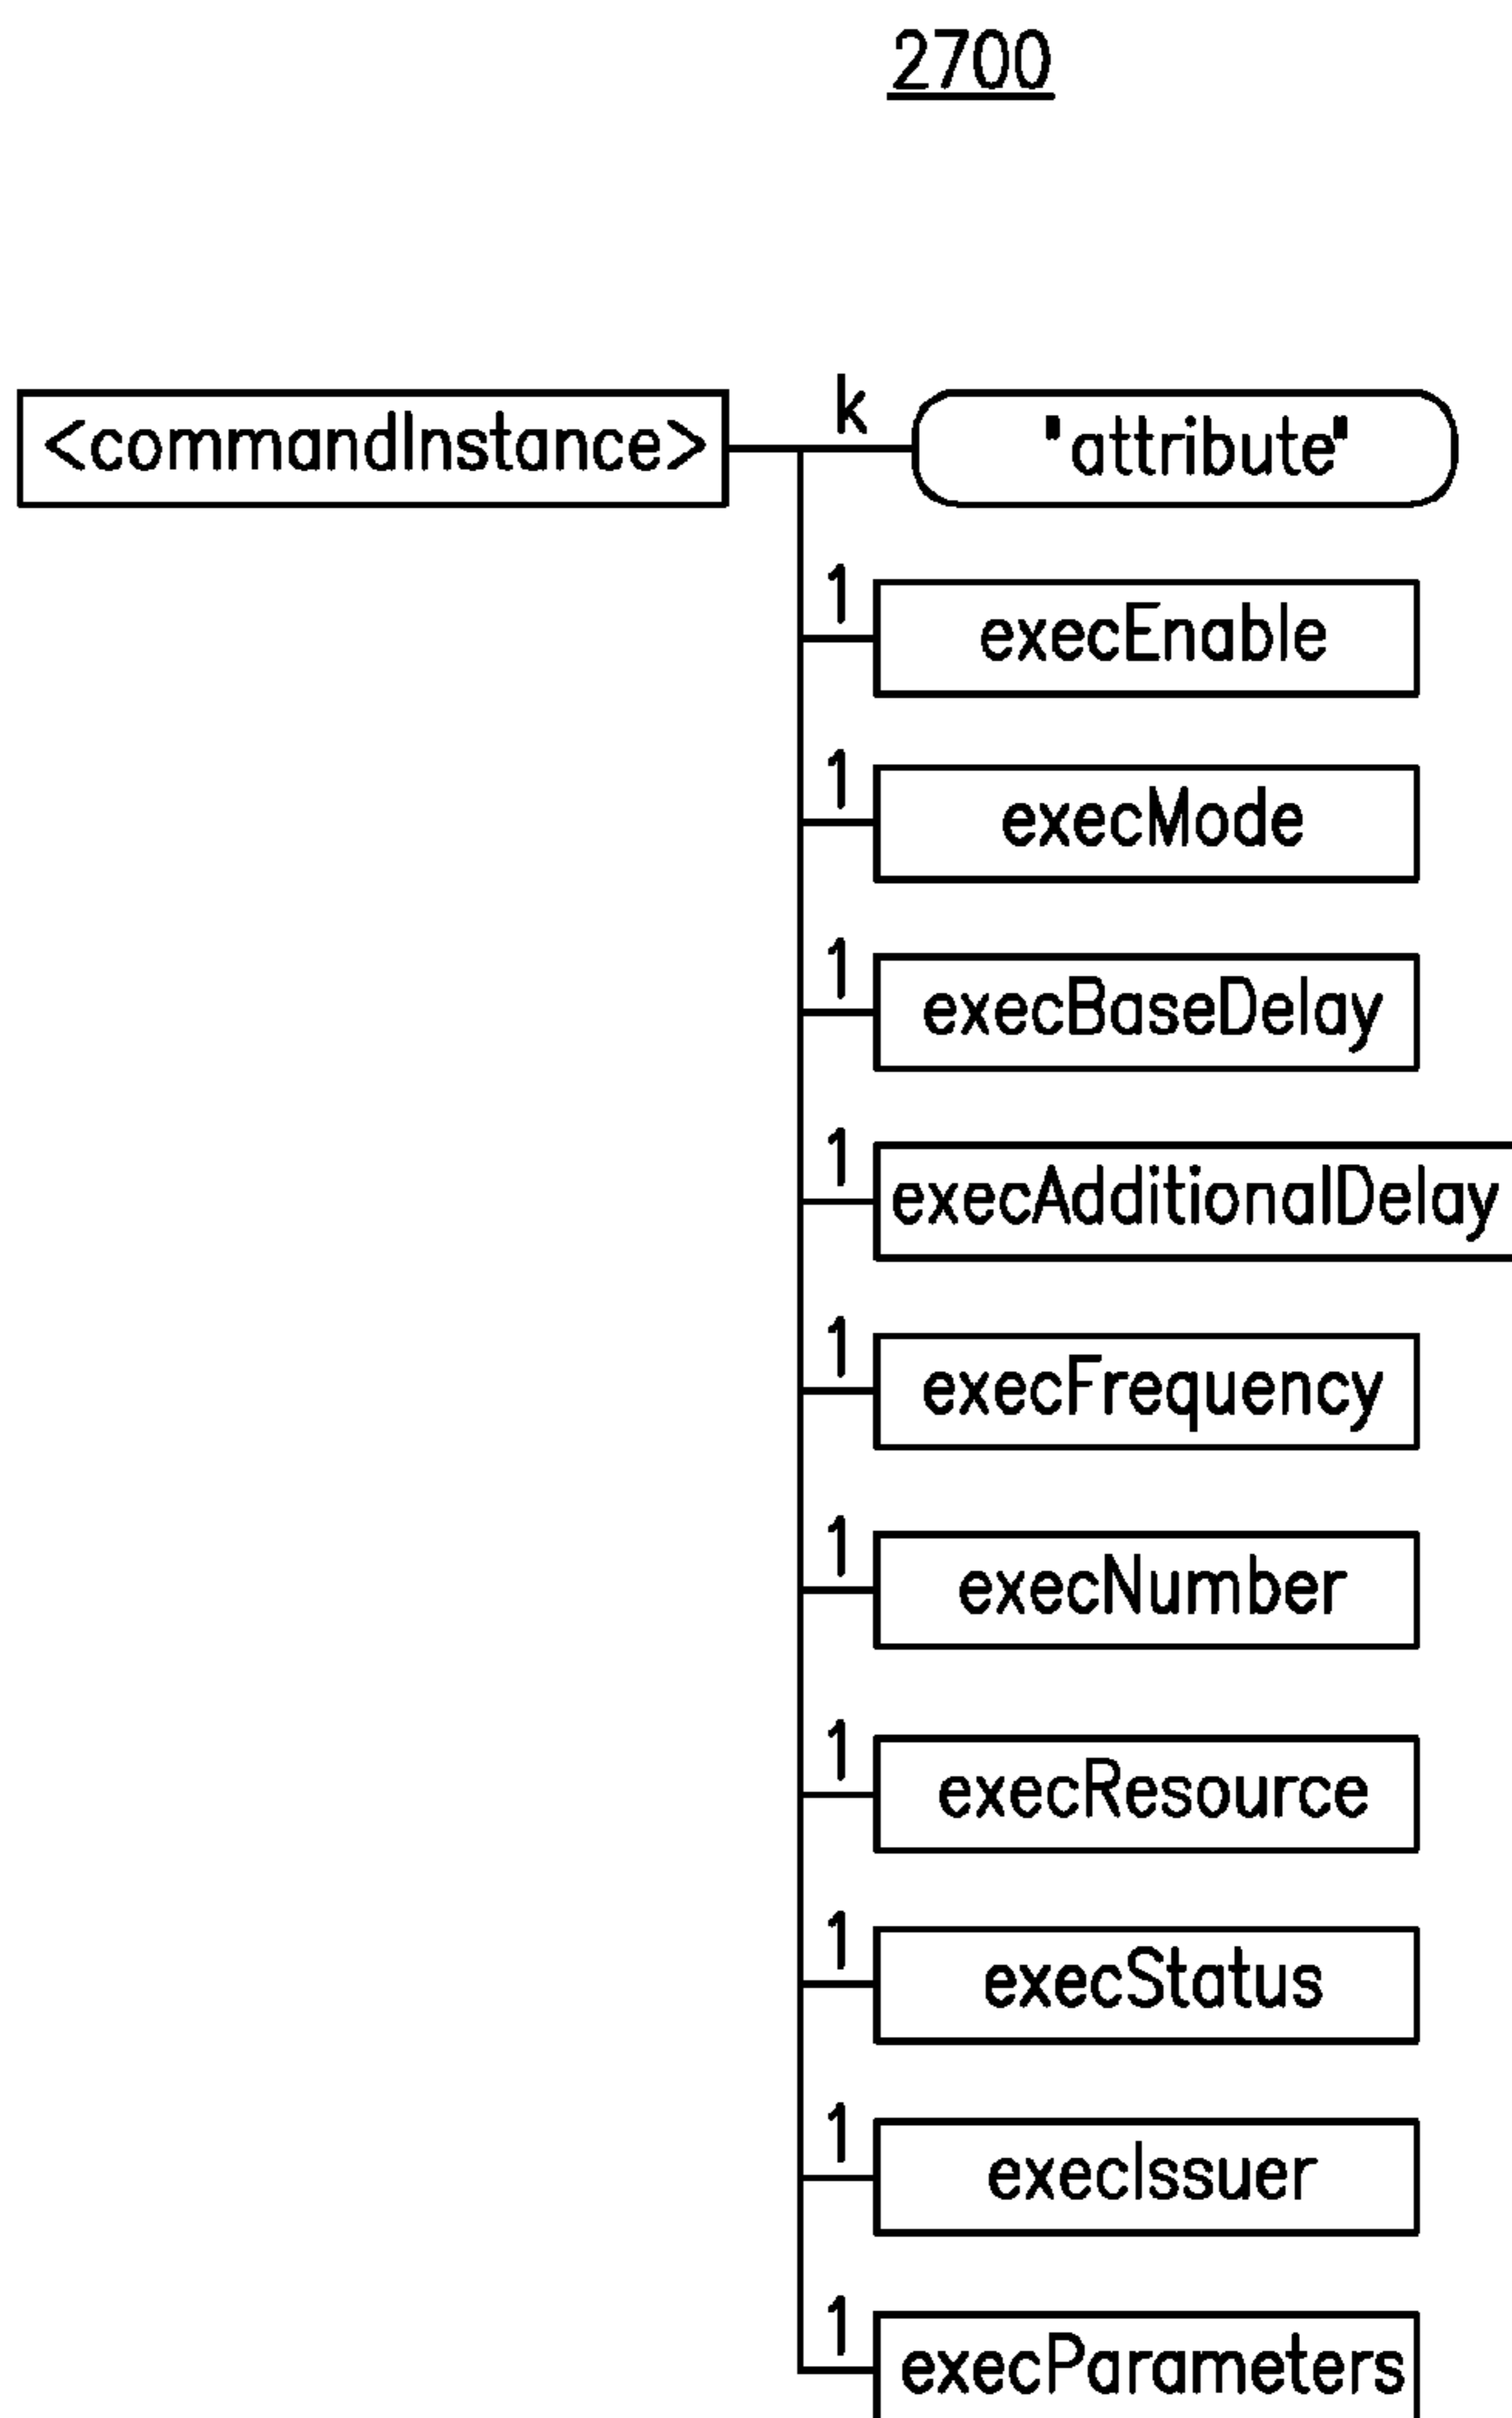 2700
<commandInstance>
k
"attribute"
1
execEnable
1
execMode
1
execBaseDelay
1
execAdditionalDelay
1
execFrequency
1
execNumber
1
execResource
1
execStatus
1
execIssuer
1
execParameters